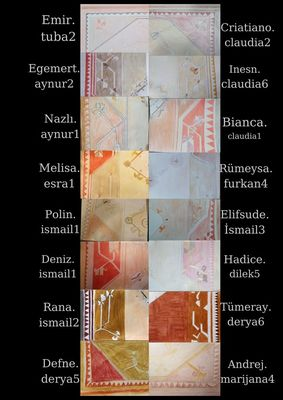 Emir.
tuba2
Cristiano.
claudia2
Egemert.
aynur2
Inesn.
claudia6
Nazlı.
aynur1
Bianca.
claudia1
Melisa.
esra1
Rümeysa.
furkan4
Polin.
ismail1
Elifsude.
İsmail3
Deniz.
ismail1
Hadice.
dilek5
Rana.
ismail2
Tümeray.
derya6
Defne.
derya5
Andrej.
marijana4